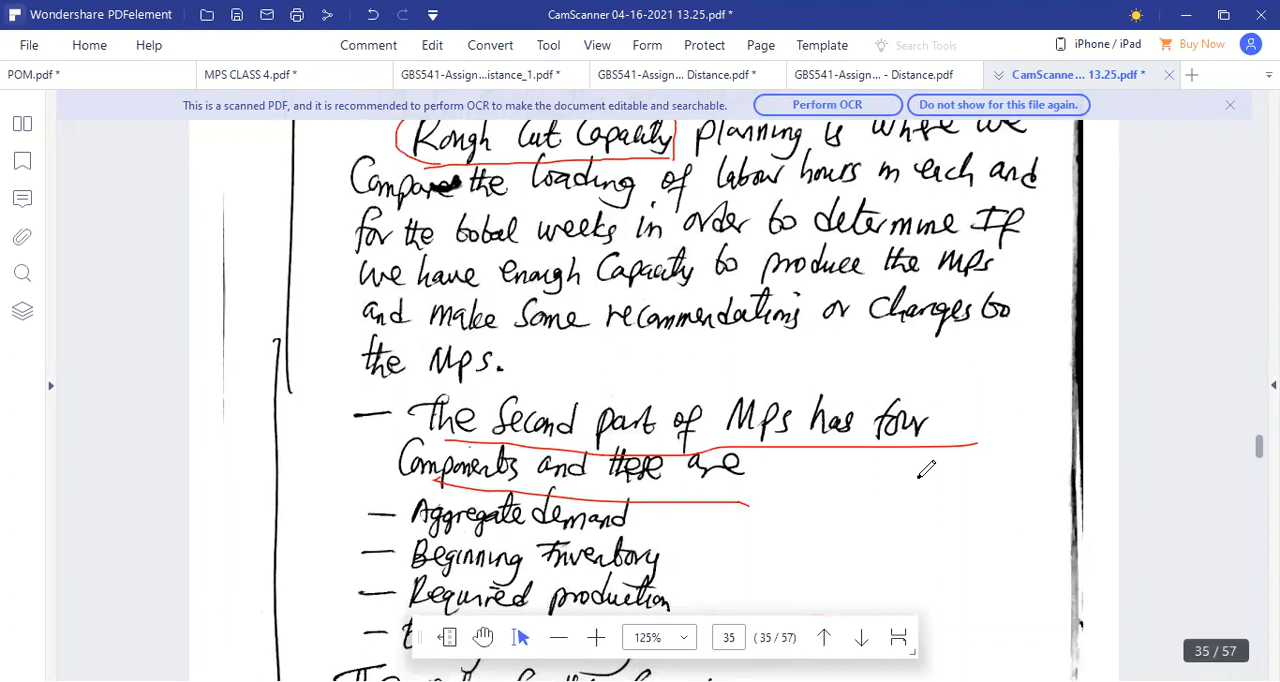 Wondershare PDFelement
CamScanner 04-16-2021 13.25.pdf *
File Home Help Comment Edit Convert Tool View Form Protect Page Template Search Tools iPhone / iPad Buy Now
POM.pdf * MPS CLASS 4.pdf * GBS541-Assign...istance_1.pdf * GBS541-Assign... Distance.pdf * GBS541-Assign... - Distance.pdf CamScanne... 13.25.pdf *
This is a scanned PDF, and it is recommended to perform OCR to make the document editable and searchable. Perform OCR Do not show for this file again.
Rough Cut Capacity planning is where we
Compare the loading of labour hours in each and
for the total weeks in order to determine If
we have enough Capacity to produce the MPS
and make Some recommendations or changes to
the MPS.
— The Second part of MPS has four
Components and these are
— Aggregate demand
— Beginning Inventory
— Required production
125% 35 (35 / 57)
35 / 57